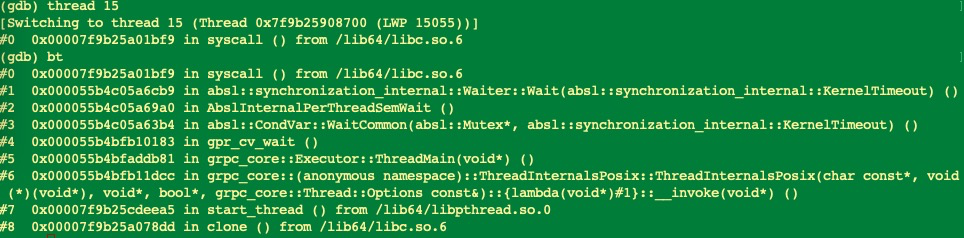 (gdb) thread 15
[Switching to thread 15 (Thread 0x7f9b25908700 (LWP 15055))]
#0  0x00007f9b25a01bf9 in syscall () from /lib64/libc.so.6
(gdb) bt
#0  0x00007f9b25a01bf9 in syscall () from /lib64/libc.so.6
#1  0x000055b4c05a6cb9 in absl::synchronization_internal::Waiter::Wait(absl::synchronization_internal::KernelTimeout) ()
#2  0x000055b4c05a69a0 in AbslInternalPerThreadSemWait ()
#3  0x000055b4c05a63b4 in absl::CondVar::WaitCommon(absl::Mutex*, absl::synchronization_internal::KernelTimeout) ()
#4  0x000055b4bfb10183 in gpr_cv_wait ()
#5  0x000055b4bfaddb81 in grpc_core::Executor::ThreadMain(void*) ()
#6  0x000055b4bfb11dcc in grpc_core::(anonymous namespace)::ThreadInternalsPosix::ThreadInternalsPosix(char const*, void
(*)(void*), void*, bool*, grpc_core::Thread::Options const&)::{lambda(void*)#1}::__invoke(void*) ()
#7  0x00007f9b25cdeea5 in start_thread () from /lib64/libpthread.so.0
#8  0x00007f9b25a078dd in clone () from /lib64/libc.so.6